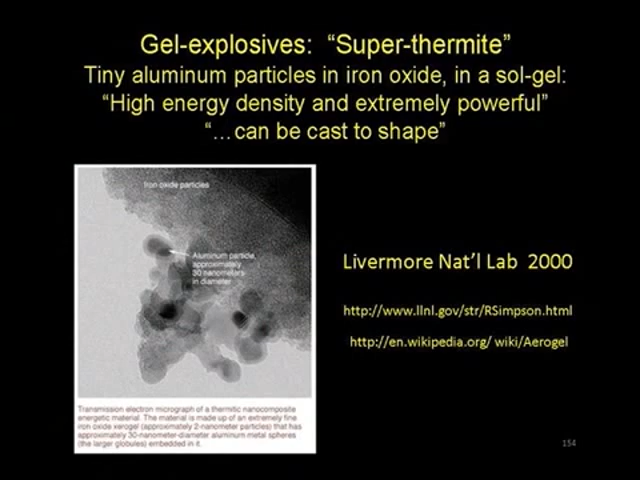 Gel-explosives: “Super-thermite”
Tiny aluminum particles in iron oxide, in a sol-gel:
“High energy density and extremely powerful”
“…can be cast to shape”
Iron oxide particles
Aluminum particle,
approximately
30 nanometers
in diameter
Livermore Nat’l Lab 2000
http://www.llnl.gov/str/RSimpson.html
http://en.wikipedia.org/ wiki/Aerogel
Transmission electron micrograph of a thermitic nanocomposite
energetic material. The material is made up of an extremely fine
iron oxide xerogel (approximately 2-nanometer particles) that has
approximately 30-nanometer-diameter aluminum metal spheres
(the larger globules) embedded in it.
154